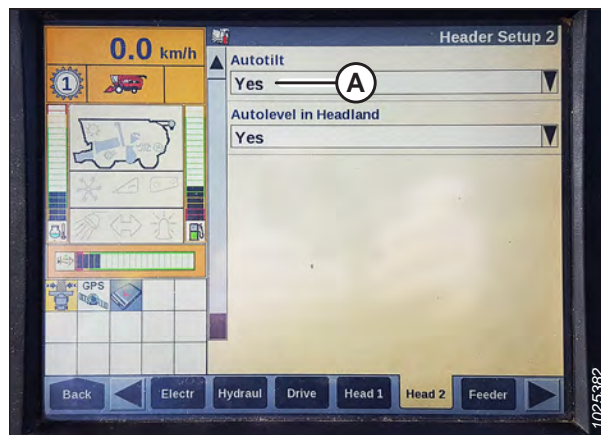 0.0 km/h
Header Setup 2
1
Autotilt
Yes
A
Autolevel in Headland
Yes
GPS
Back
Electr
Hydraul
Drive
Head 1
Head 2
Feeder
1025382